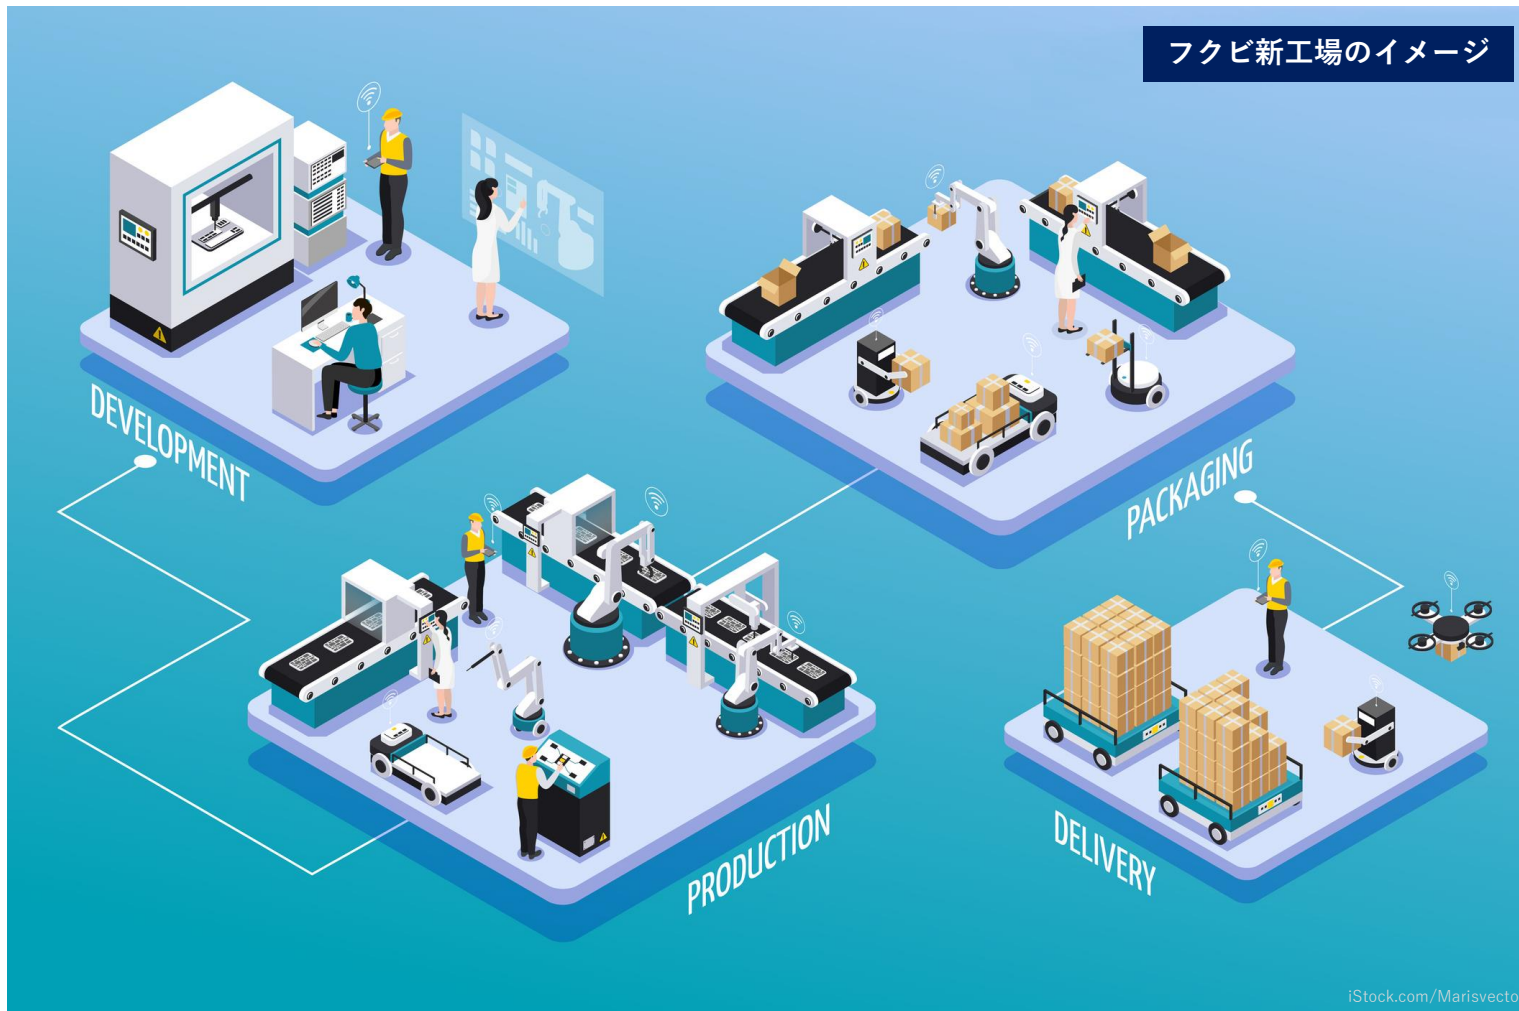 フクビ新工場のイメージ
DEVELOPMENT
PACKAGING
PRODUCTION
DELIVERY
iStock.com/Marisvecto